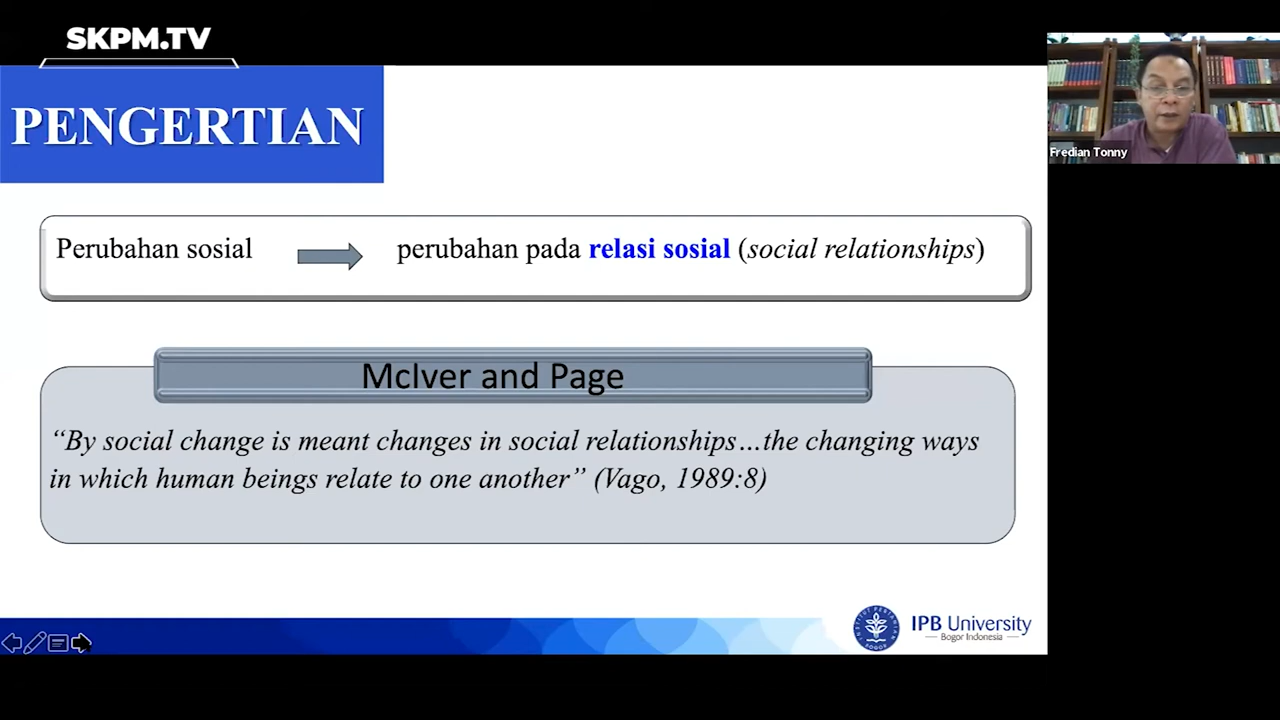 SKPM.TV
PENGERTIAN
Fredian Tonny
Perubahan sosial perubahan pada relasi sosial (social relationships)
McIver and Page
“By social change is meant changes in social relationships…the changing ways
in which human beings relate to one another” (Vago, 1989:8)
IPB University
Bogor Indonesia